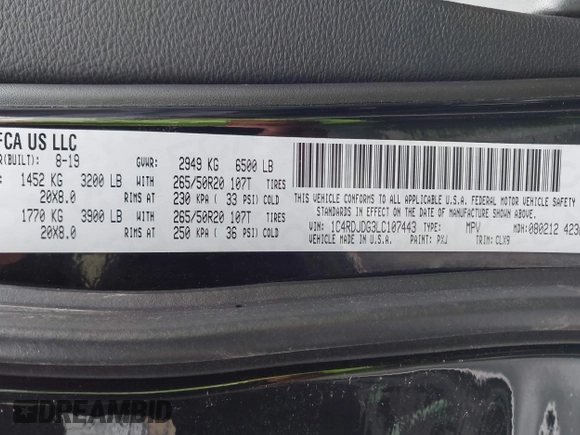 FCA US LLC
R(BUILT): 8-19 GVWR: 2949 KG 6500 LB
1452 KG 3200 LB WITH 265/50R20 107T TIRES
20X8.0 RIMS AT 230 KPA ( 33 PSI) COLD
1770 KG 3900 LB WITH 265/50R20 107T TIRES
20X8.0 RIMS AT 250 KPA ( 36 PSI) COLD
THIS VEHICLE CONFORMS TO ALL APPLICABLE U.S.A. FEDERAL MOTOR VEHICLE SAFETY
STANDARDS IN EFFECT ON THE DATE OF MANUFACTURE SHOWN ABOVE.
VIN: 1C4RDJDG3LC107443 TYPE: MPV MDH: 080212 423
PAINT: PXJ TRIM: CLX9
DREAMBID